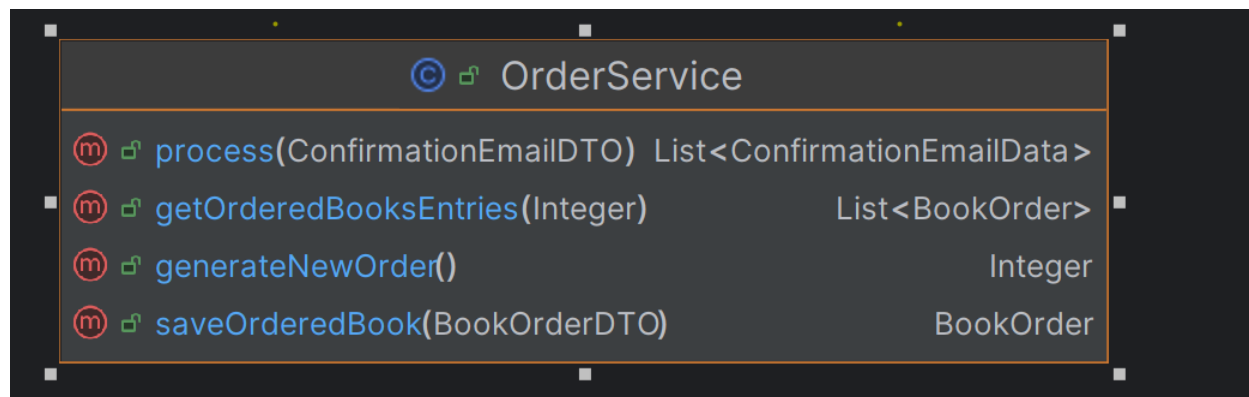 OrderService
process(ConfirmationEmailDTO) List<ConfirmationEmailData>
getOrderedBooksEntries(Integer) List<BookOrder>
generateNewOrder() Integer
saveOrderedBook(BookOrderDTO) BookOrder